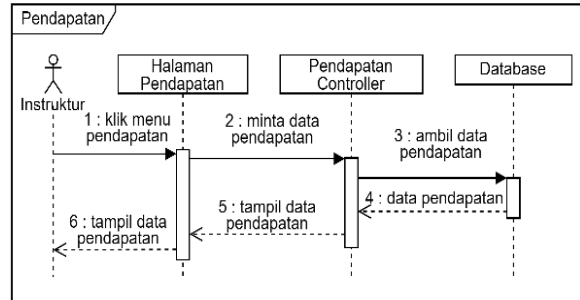 Pendapatan
Instruktur
Halaman
Pendapatan
Pendapatan
Controller
Database
1 : klik menu
pendapatan
2 : minta data
pendapatan
3 : ambil data
pendapatan
4 : data pendapatan
5 : tampil data
pendapatan
6 : tampil data
pendapatan